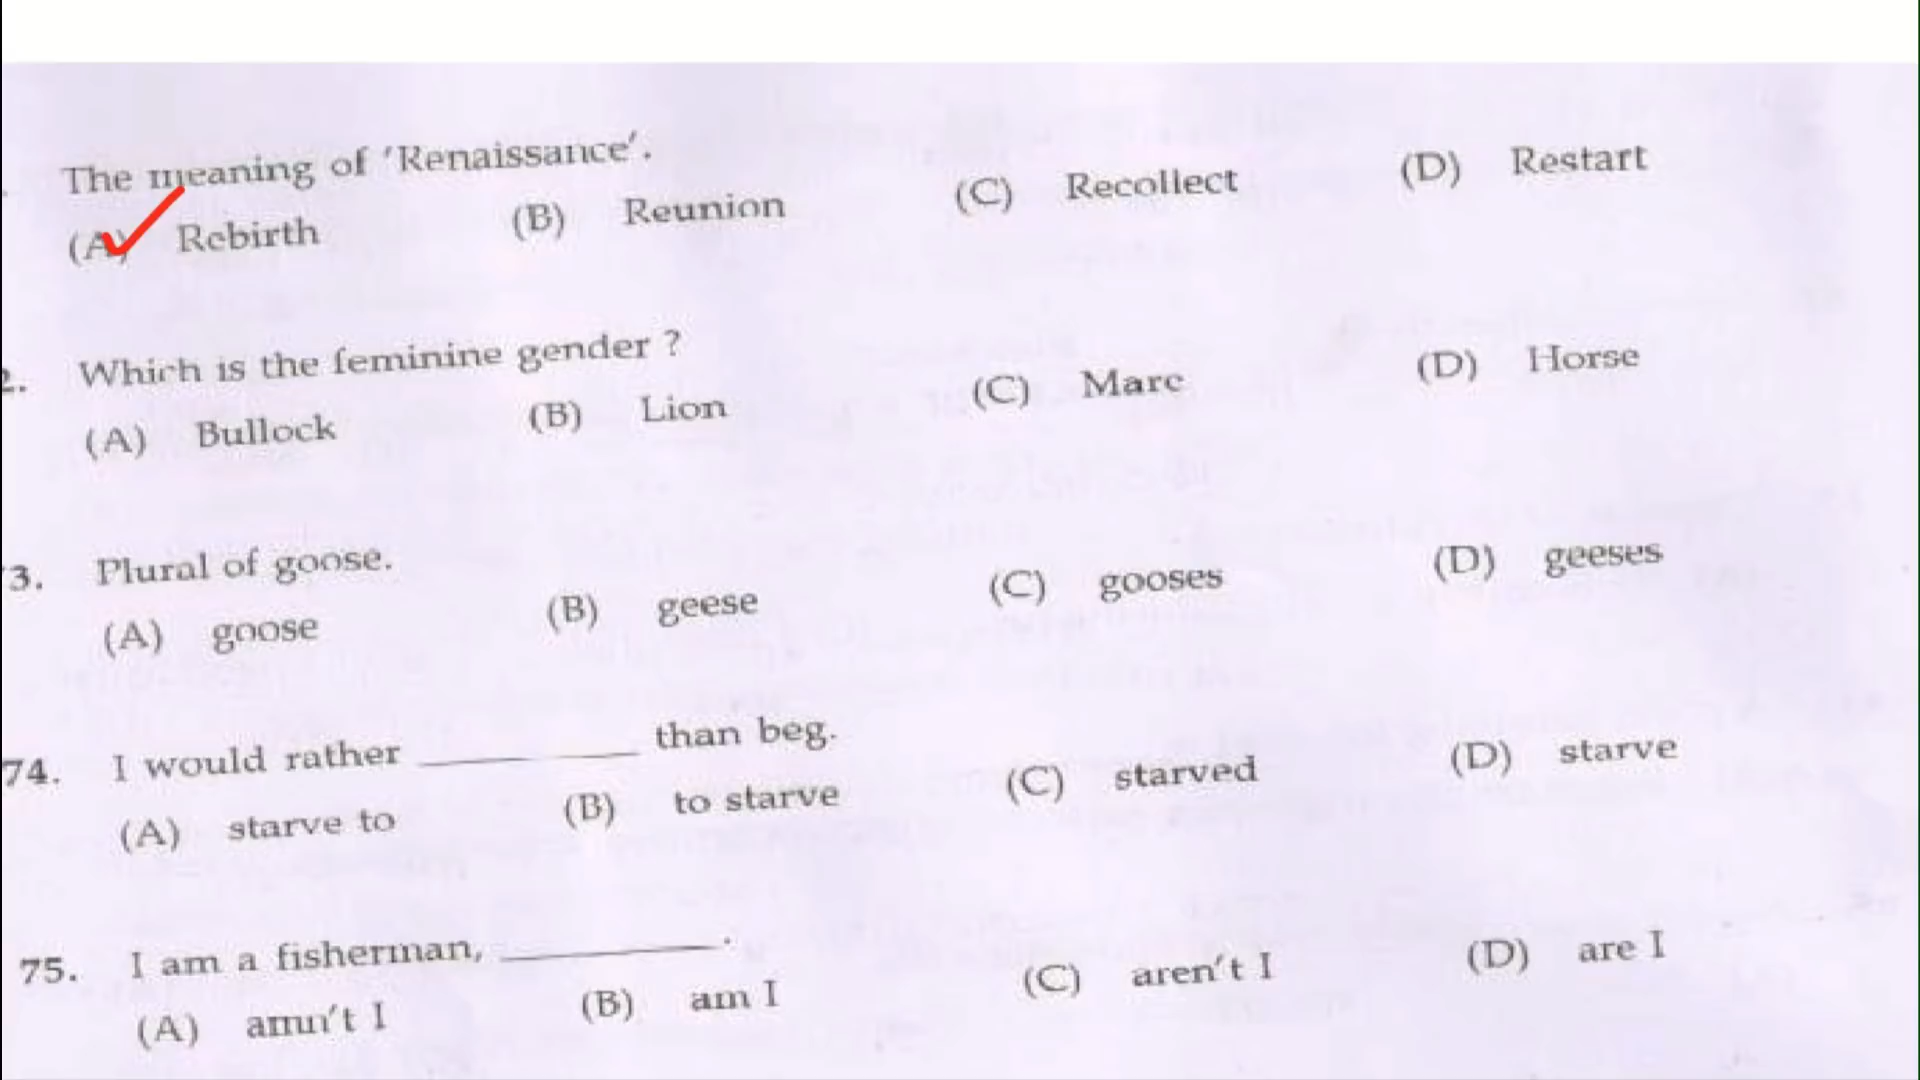 The meaning of 'Renaissance'.
(A) Rebirth (B) Reunion (C) Recollect (D) Restart
2. Which is the feminine gender ?
(A) Bullock (B) Lion (C) Mare (D) Horse
3. Plural of goose.
(A) goose (B) geese (C) gooses (D) geeses
74. I would rather ________ than beg.
(A) starve to (B) to starve (C) starved (D) starve
75. I am a fisherman, ________.
(A) amn't I (B) am I (C) aren't I (D) are I